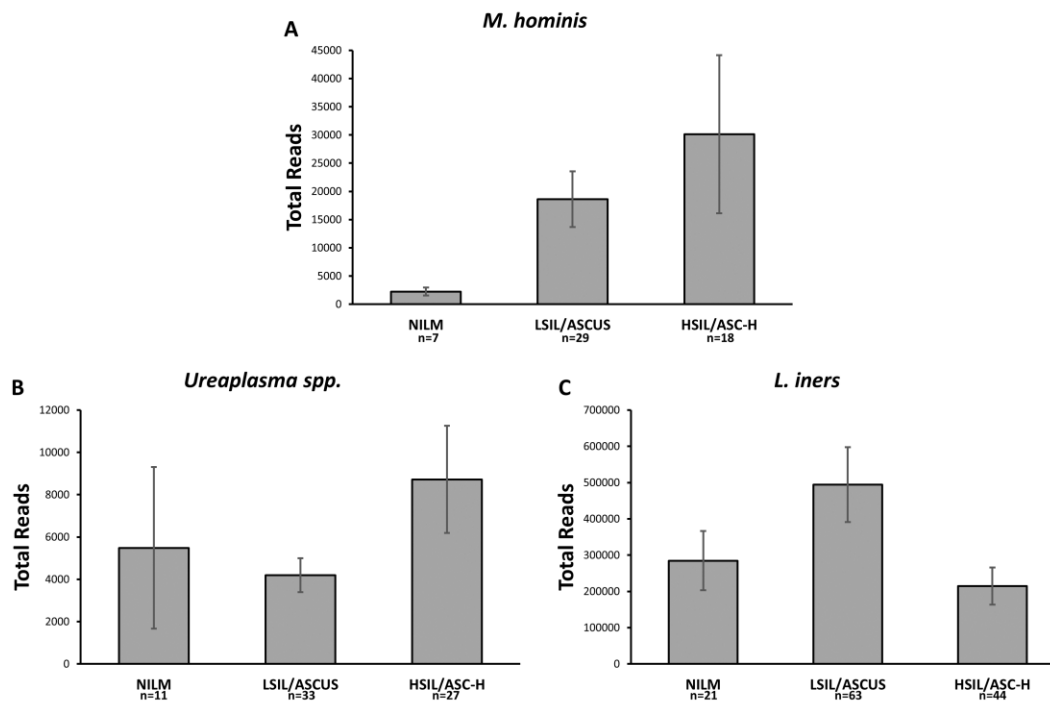 A
M. hominis
Total Reads
45000
40000
35000
30000
25000
20000
15000
10000
5000
0
NILM
n=7
LSIL/ASCUS
n=29
HSIL/ASC-H
n=18
B
Ureaplasma spp.
Total Reads
12000
10000
8000
6000
4000
2000
0
NILM
n=11
LSIL/ASCUS
n=33
HSIL/ASC-H
n=27
C
L. iners
Total Reads
700000
600000
500000
400000
300000
200000
100000
0
NILM
n=21
LSIL/ASCUS
n=63
HSIL/ASC-H
n=44